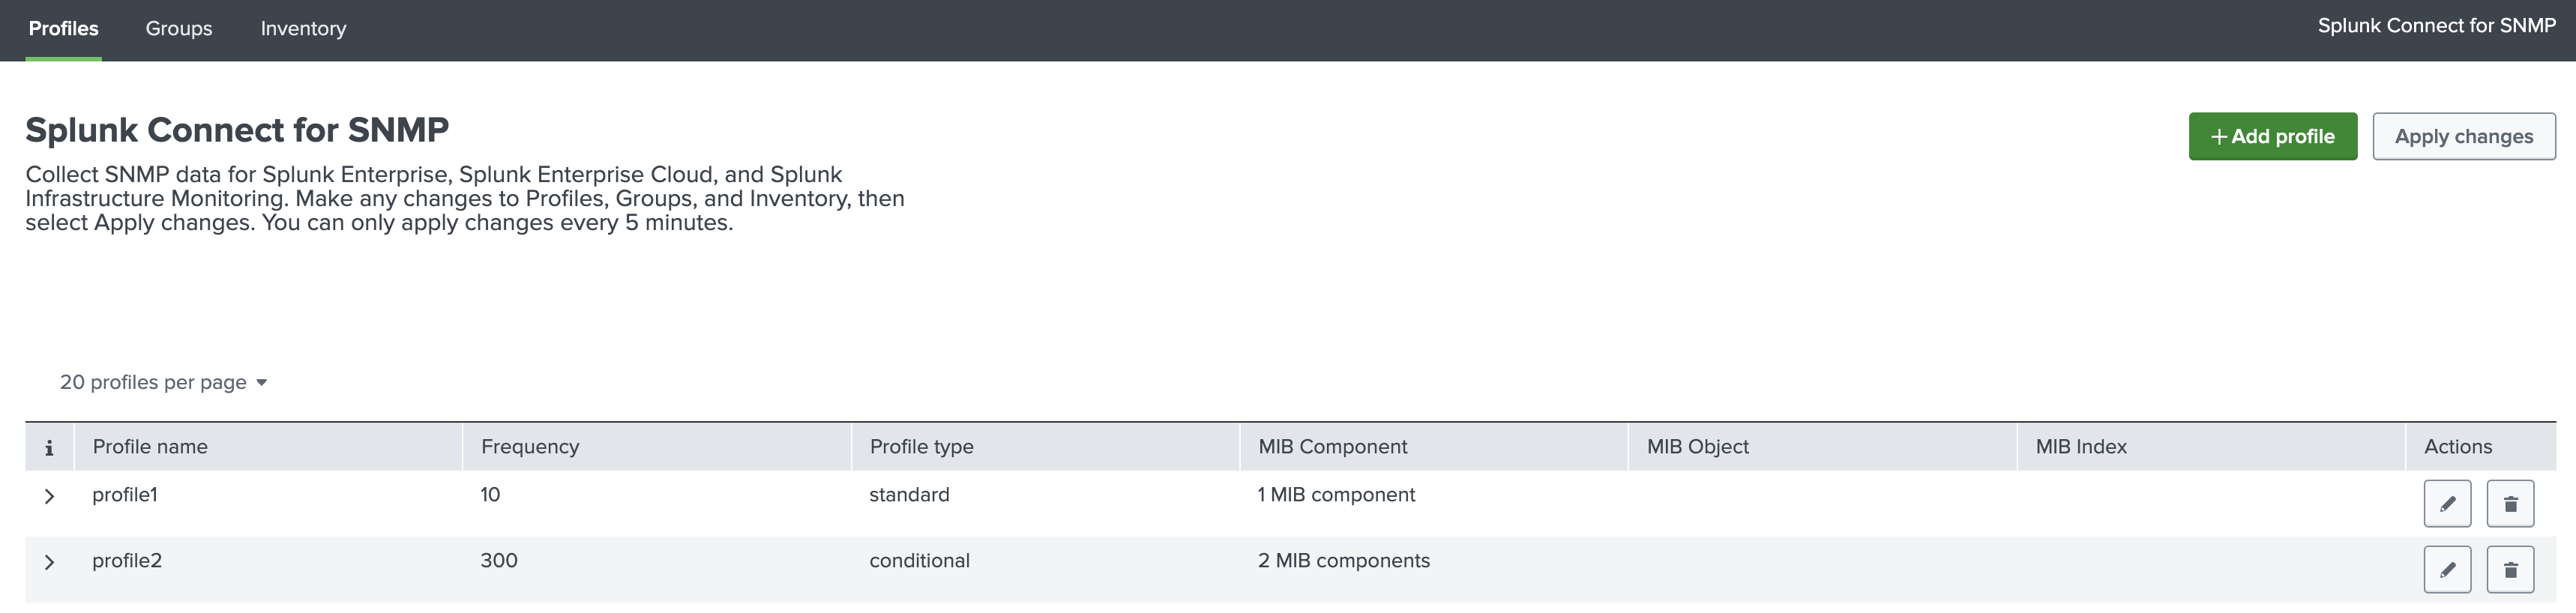 Profiles Groups Inventory Splunk Connect for SNMP
Splunk Connect for SNMP
+ Add profile Apply changes
Collect SNMP data for Splunk Enterprise, Splunk Enterprise Cloud, and Splunk
Infrastructure Monitoring. Make any changes to Profiles, Groups, and Inventory, then
select Apply changes. You can only apply changes every 5 minutes.
20 profiles per page
i Profile name Frequency Profile type MIB Component MIB Object MIB Index Actions
profile1 10 standard 1 MIB component
profile2 300 conditional 2 MIB components